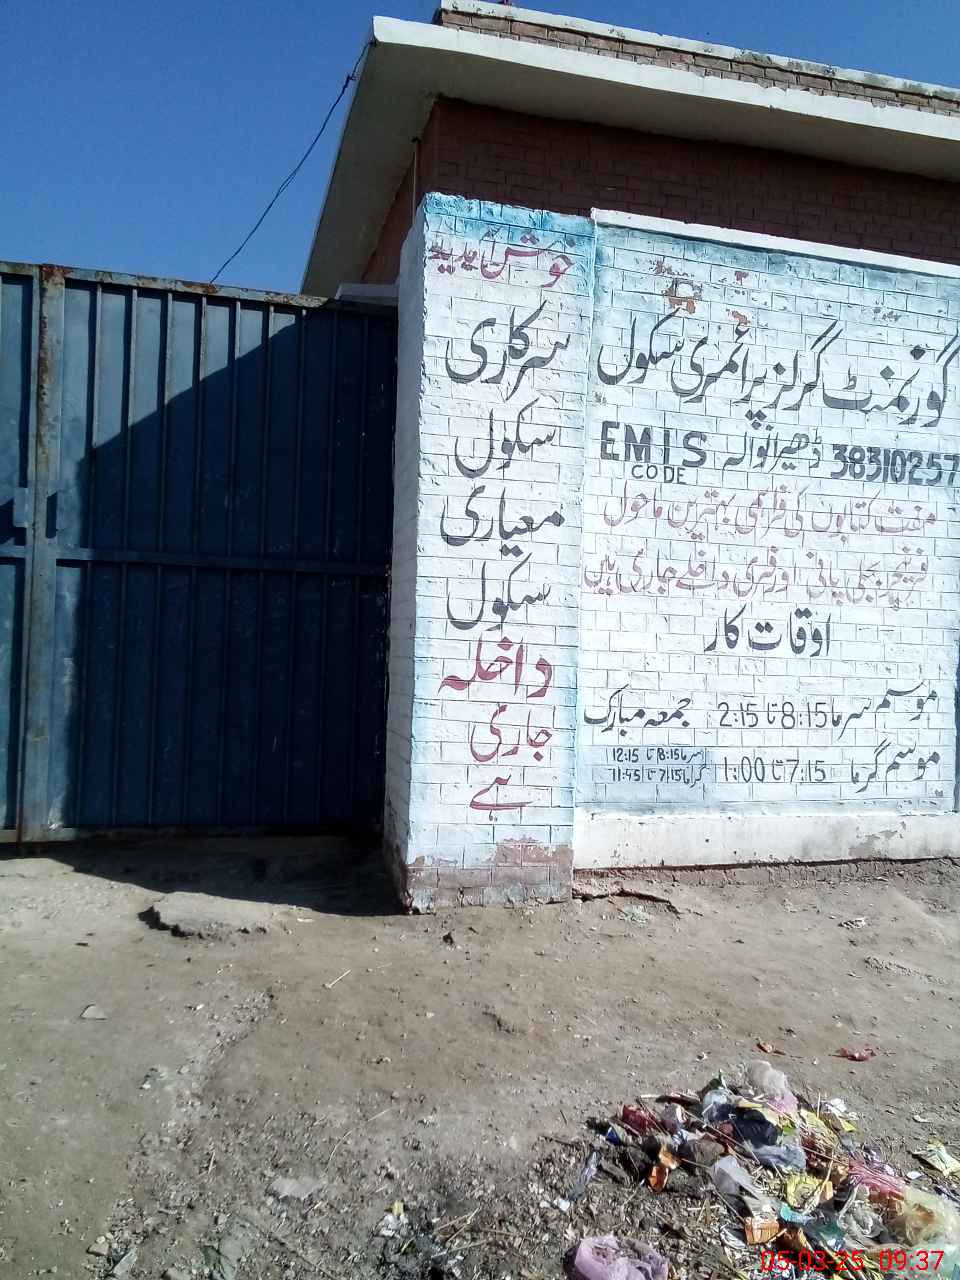 خوش آمدید
سرکاری
سکول
معیاری
سکول
داخلہ
جاری
ہے
گورنمنٹ گرلز پرائمری سکول
EMIS ڈھیرانوالہ 38310257
CODE
مفت کتابوں کی فراہمی بہترین ماحول
فرنیچر بجلی پانی اور فری داخلے جاری ہیں
اوقات کار
موسم سرما 8:15 تا 2:15 جمعہ مبارک
موسم گرما 7:15 تا 1:00
سرما 8:15 تا 12:15
گرما 7:15 تا 11:45
05-03-25 09:37